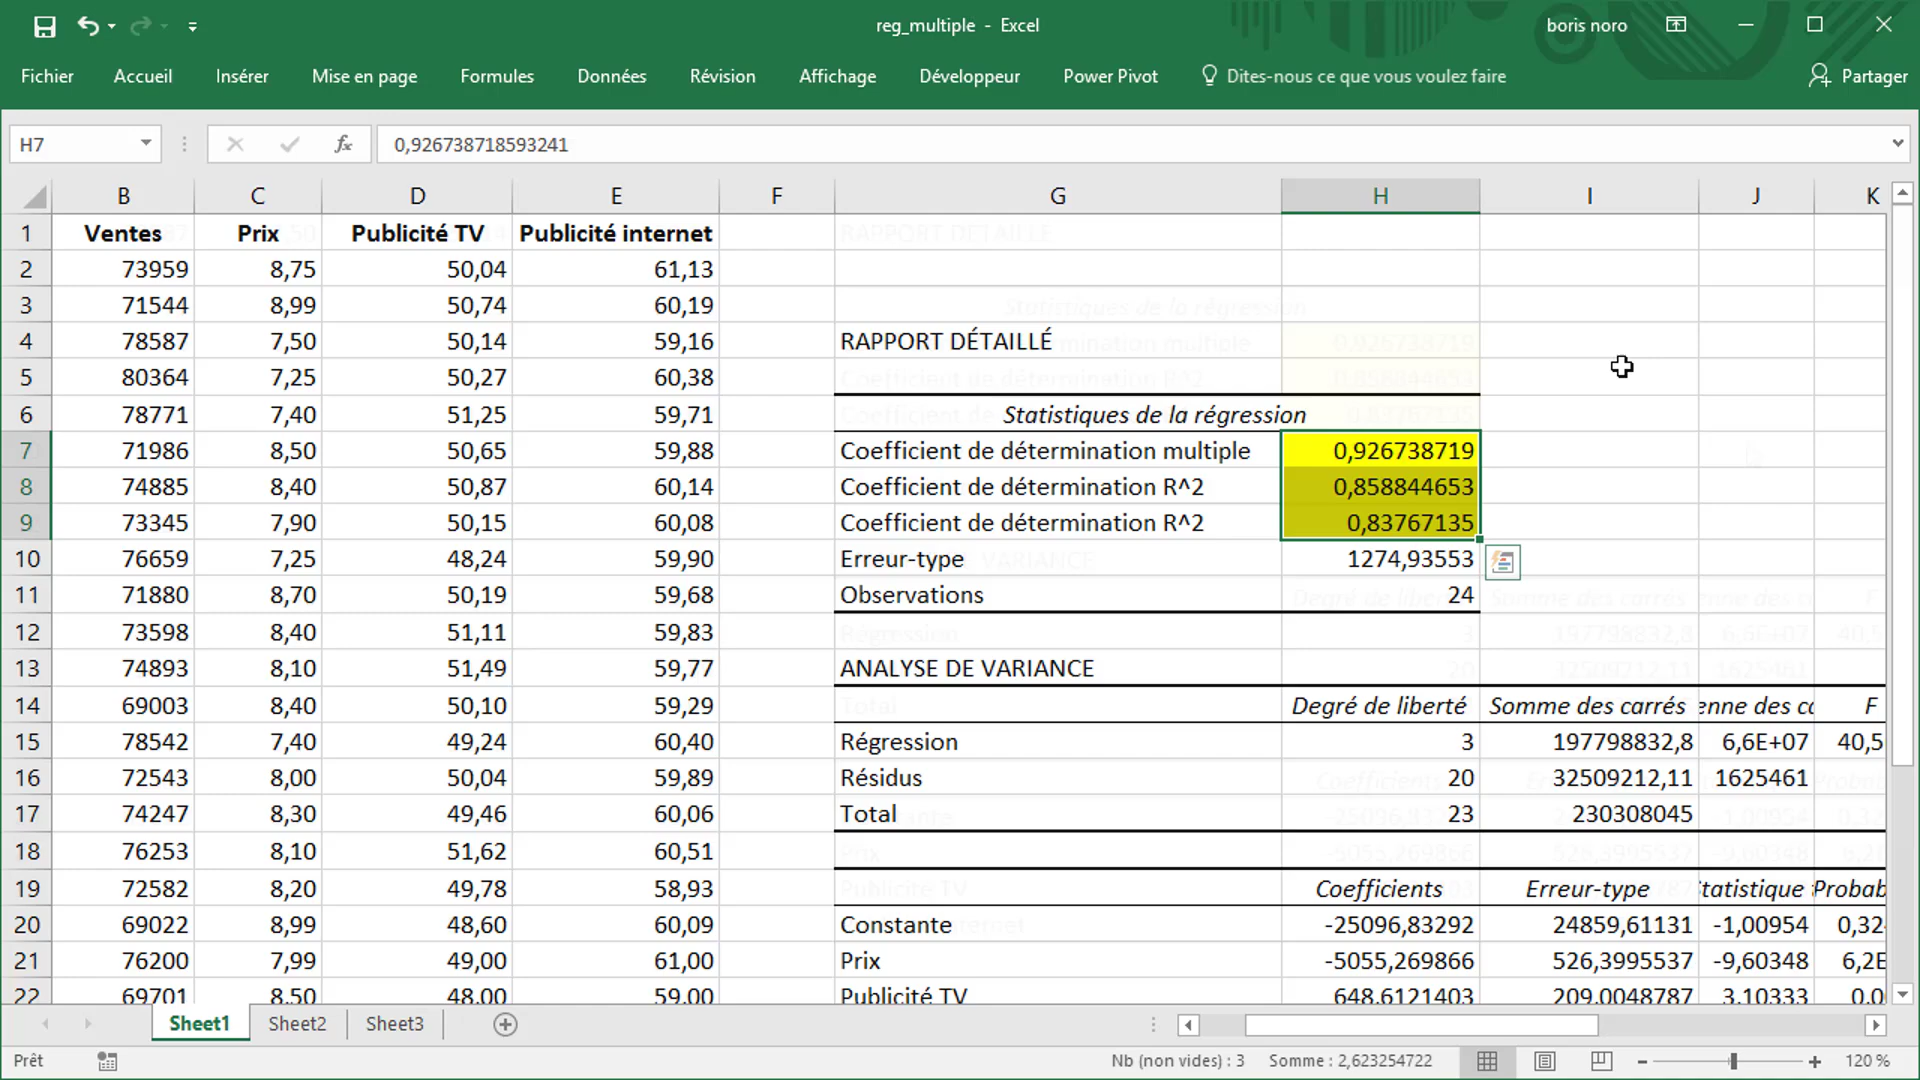 reg_multiple - Excel
boris noro
Fichier Accueil Insérer Mise en page Formules Données Révision Affichage Développeur Power Pivot Dites-nous ce que vous voulez faire Partager
H7 fx 0,926738718593241
B C D E F G H I J K
1 Ventes Prix Publicité TV Publicité internet
2 73959 8,75 50,04 61,13
3 71544 8,99 50,74 60,19
4 78587 7,50 50,14 59,16 RAPPORT DÉTAILLÉ
5 80364 7,25 50,27 60,38
6 78771 7,40 51,25 59,71 Statistiques de la régression
7 71986 8,50 50,65 59,88 Coefficient de détermination multiple 0,926738719
8 74885 8,40 50,87 60,14 Coefficient de détermination R^2 0,858844653
9 73345 7,90 50,15 60,08 Coefficient de détermination R^2 0,83767135
10 76659 7,25 48,24 59,90 Erreur-type 1274,93553
11 71880 8,70 50,19 59,68 Observations 24
12 73598 8,40 51,11 59,83
13 74893 8,10 51,49 59,77 ANALYSE DE VARIANCE
14 69003 8,40 50,10 59,29 Degré de liberté Somme des carrés enne des ca F
15 78542 7,40 49,24 60,40 Régression 3 197798832,8 6,6E+07 40,5
16 72543 8,00 50,04 59,89 Résidus 20 32509212,11 1625461
17 74247 8,30 49,46 60,06 Total 23 230308045
18 76253 8,10 51,62 60,51
19 72582 8,20 49,78 58,93 Coefficients Erreur-type tatistique Probab
20 69022 8,99 48,60 60,09 Constante -25096,83292 24859,61131 -1,00954 0,32
21 76200 7,99 49,00 61,00 Prix -5055,269866 526,3995537 -9,60348 6,2E
22 69701 8,50 48,00 59,00 Publicité TV 648,6121403 209,0048787 3,10333 0,0
Sheet1 Sheet2 Sheet3
Prêt Nb (non vides) : 3 Somme : 2,623254722 120 %